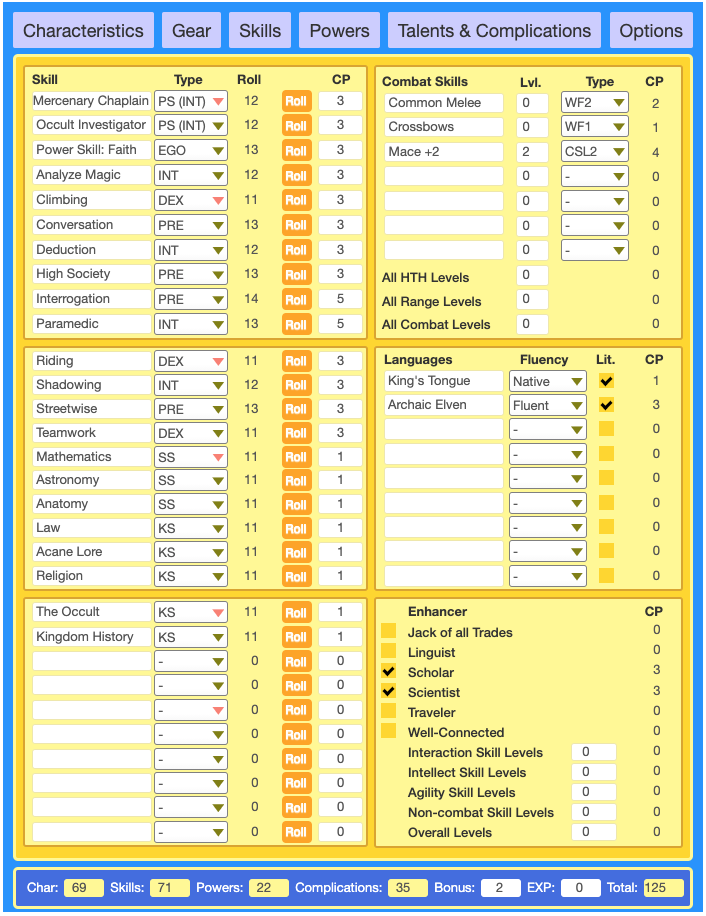 Characteristics Gear Skills Powers Talents & Complications Options
Skill Type Roll CP
Mercenary Chaplain PS (INT) 12 Roll 3
Occult Investigator PS (INT) 12 Roll 3
Power Skill: Faith EGO 13 Roll 3
Analyze Magic INT 12 Roll 3
Climbing DEX 11 Roll 3
Conversation PRE 13 Roll 3
Deduction INT 12 Roll 3
High Society PRE 13 Roll 3
Interrogation PRE 14 Roll 5
Paramedic INT 13 Roll 5
Riding DEX 11 Roll 3
Shadowing INT 12 Roll 3
Streetwise PRE 13 Roll 3
Teamwork DEX 11 Roll 3
Mathematics SS 11 Roll 1
Astronomy SS 11 Roll 1
Anatomy SS 11 Roll 1
Law KS 11 Roll 1
Acane Lore KS 11 Roll 1
Religion KS 11 Roll 1
The Occult KS 11 Roll 1
Kingdom History KS 11 Roll 1
- 0 Roll 0
- 0 Roll 0
- 0 Roll 0
- 0 Roll 0
- 0 Roll 0
- 0 Roll 0
- 0 Roll 0
- 0 Roll 0
Combat Skills Lvl. Type CP
Common Melee 0 WF2 2
Crossbows 0 WF1 1
Mace +2 2 CSL2 4
0 - 0
0 - 0
0 - 0
0 - 0
All HTH Levels 0 0
All Range Levels 0 0
All Combat Levels 0 0
Languages Fluency Lit. CP
King's Tongue Native 1
Archaic Elven Fluent 3
- 0
- 0
- 0
- 0
- 0
- 0
- 0
Enhancer CP
Jack of all Trades 0
Linguist 0
Scholar 3
Scientist 3
Traveler 0
Well-Connected 0
Interaction Skill Levels 0 0
Intellect Skill Levels 0 0
Agility Skill Levels 0 0
Non-combat Skill Levels 0 0
Overall Levels 0 0
Char: 69 Skills: 71 Powers: 22 Complications: 35 Bonus: 2 EXP: 0 Total: 125